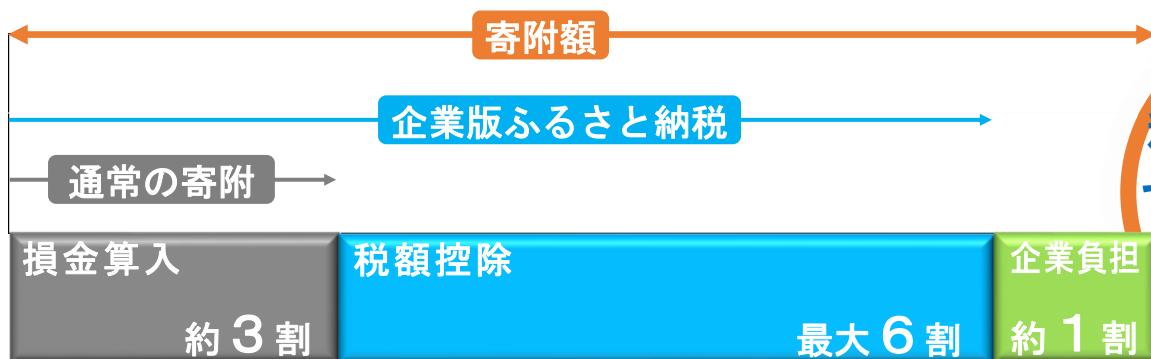 寄附額
企業版ふるさと納税
通常の寄附
損金算入
約3割
税額控除
最大6割
企業負担
約1割